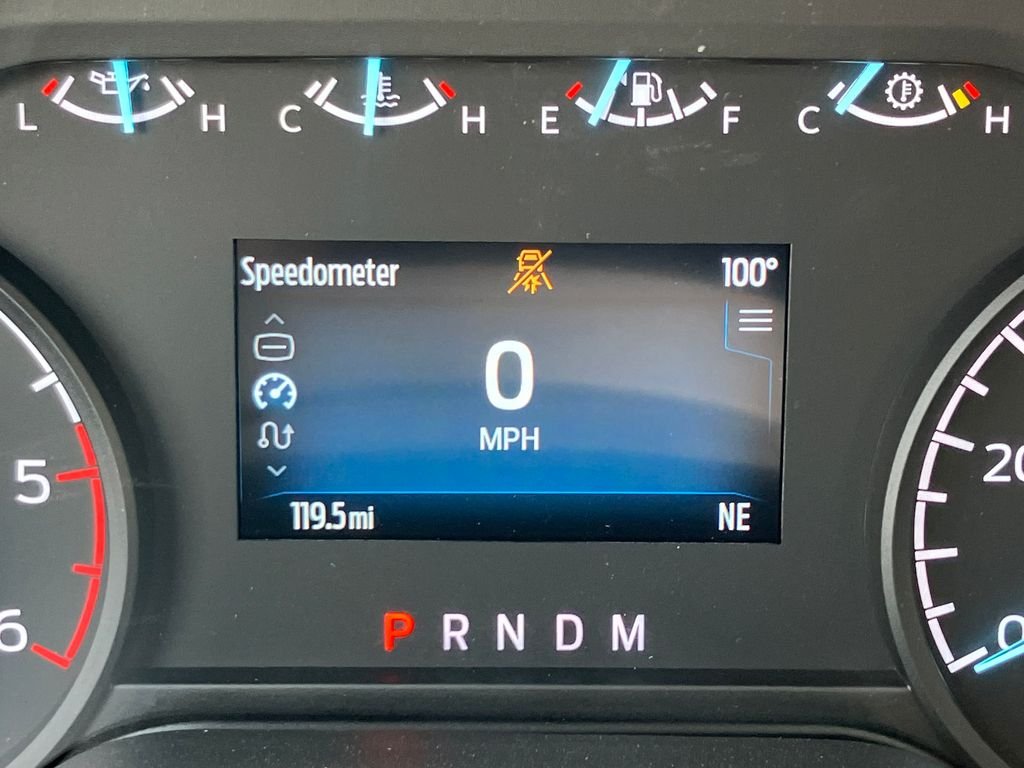 L H C H E F C H
Speedometer 100°
0
MPH
5
20
119.5mi NE
6
0
P R N D M